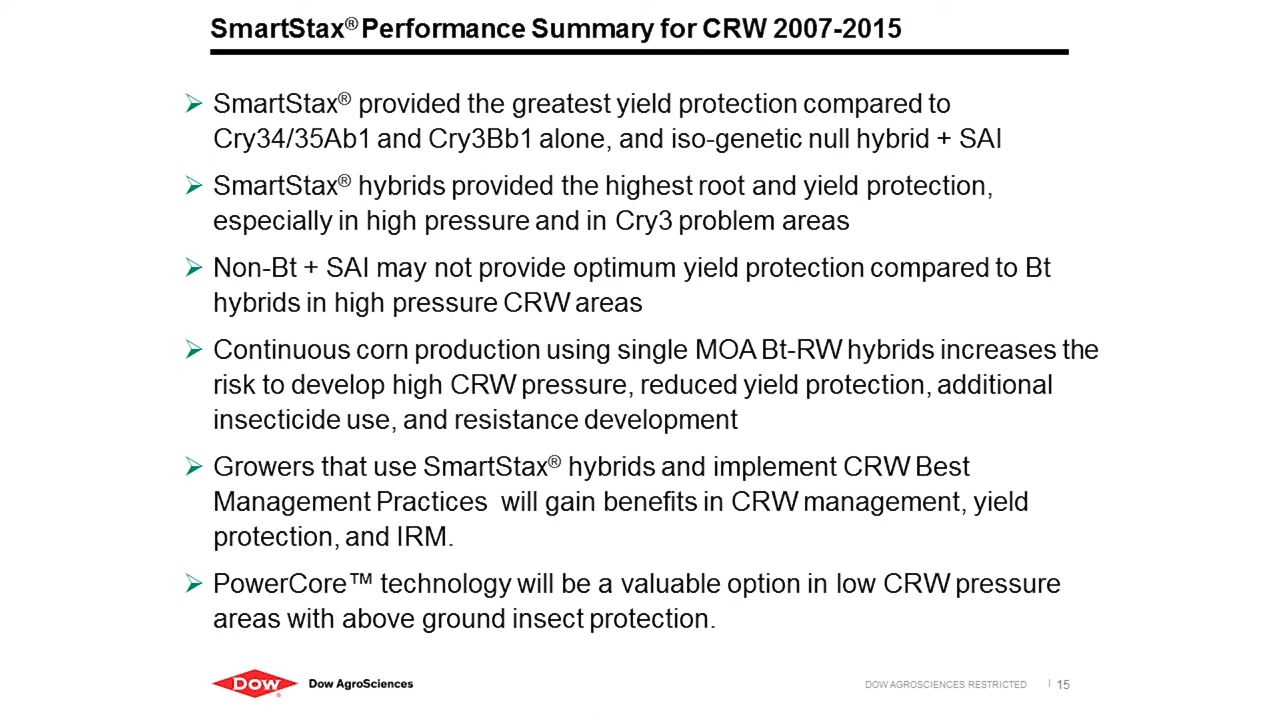 SmartStax® Performance Summary for CRW 2007-2015
SmartStax® provided the greatest yield protection compared to
Cry34/35Ab1 and Cry3Bb1 alone, and iso-genetic null hybrid + SAI
SmartStax® hybrids provided the highest root and yield protection,
especially in high pressure and in Cry3 problem areas
Non-Bt + SAI may not provide optimum yield protection compared to Bt
hybrids in high pressure CRW areas
Continuous corn production using single MOA Bt-RW hybrids increases the
risk to develop high CRW pressure, reduced yield protection, additional
insecticide use, and resistance development
Growers that use SmartStax® hybrids and implement CRW Best
Management Practices  will gain benefits in CRW management, yield
protection, and IRM.
PowerCore™ technology will be a valuable option in low CRW pressure
areas with above ground insect protection.
Dow® Dow AgroSciences
DOW AGROSCIENCES RESTRICTED | 15